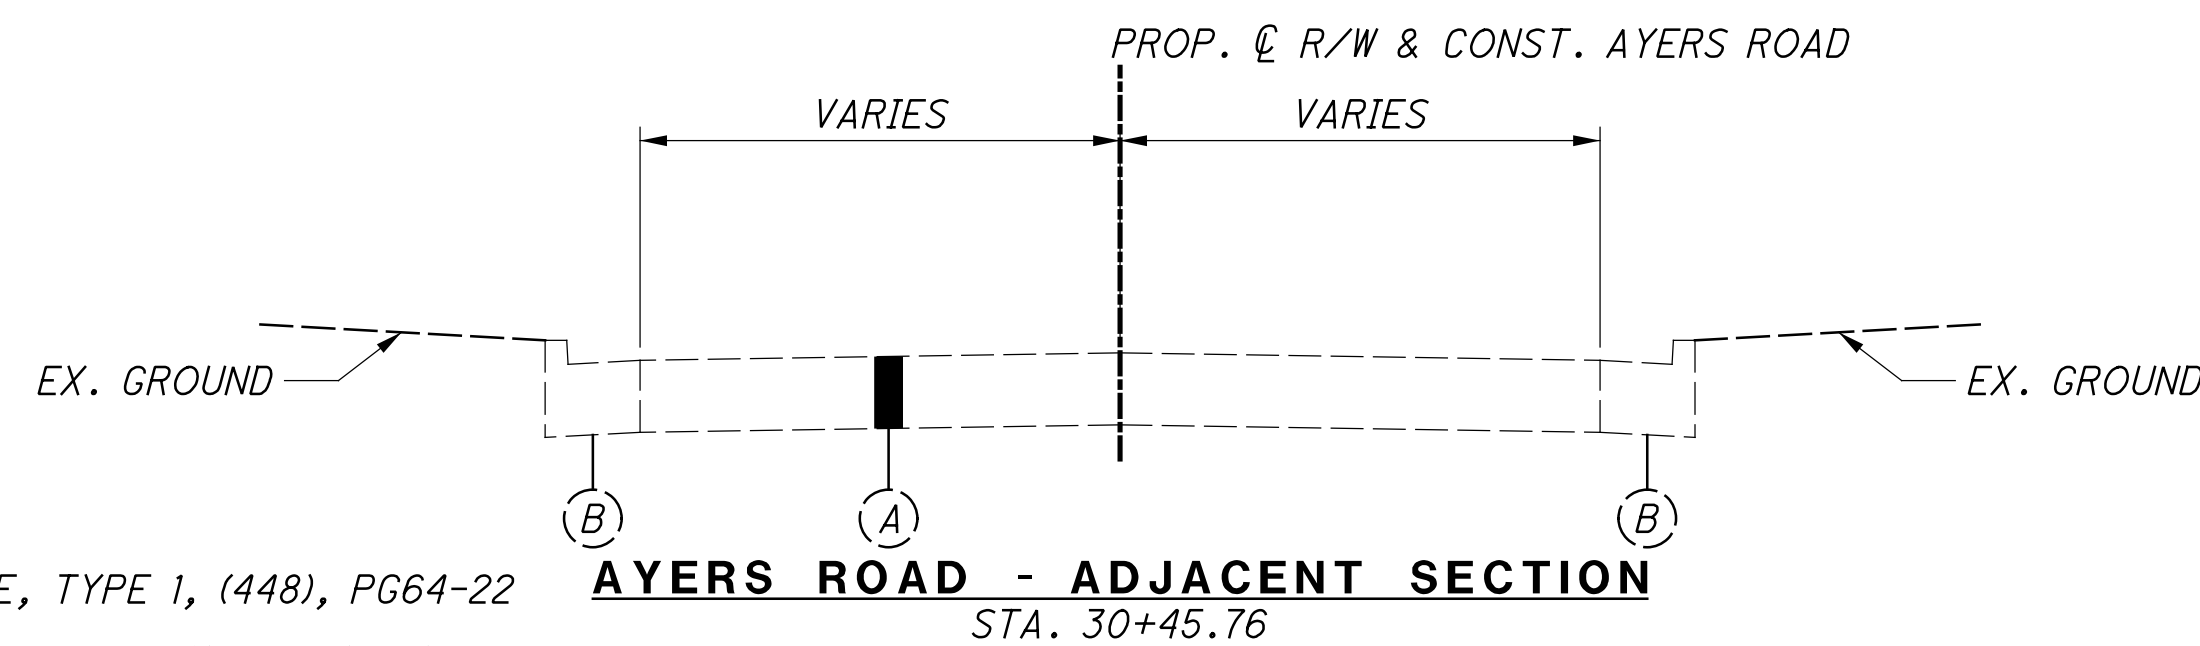 PROP. ℄ R/W & CONST. AYERS ROAD
VARIES VARIES
EX. GROUND EX. GROUND
B A B
TYPE 1, (448), PG64-22
AYERS ROAD - ADJACENT SECTION
STA. 30+45.76